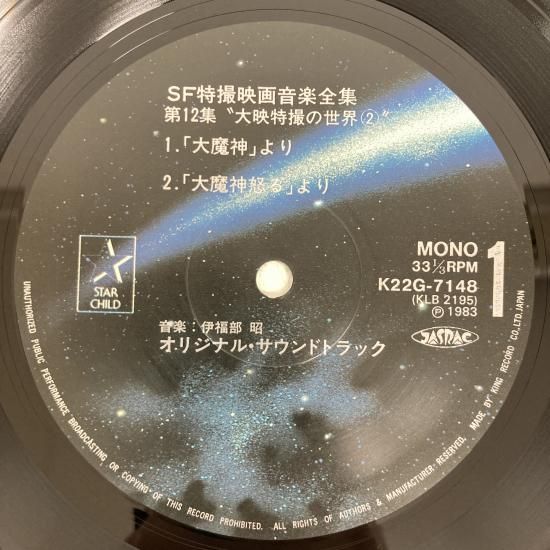 SF特撮映画音楽全集
第12集〝大映特撮の世界②〟
1.「大魔神」より
2.「大魔神怒る」より
STAR
CHILD
MONO
33⅓RPM
1
K22G-7148
(KLB 2195)
Ⓟ1983
JASRAC
音楽：伊福部 昭
オリジナル・サウンドトラック
UNAUTHORIZED PUBLIC PERFORMANCE BROADCASTING OR COPYING OF THIS RECORD PROHIBITED. ALL RIGHTS OF AUTHORS & MANUFACTURER RESERVED. MADE BY KING RECORD CO., LTD. JAPAN